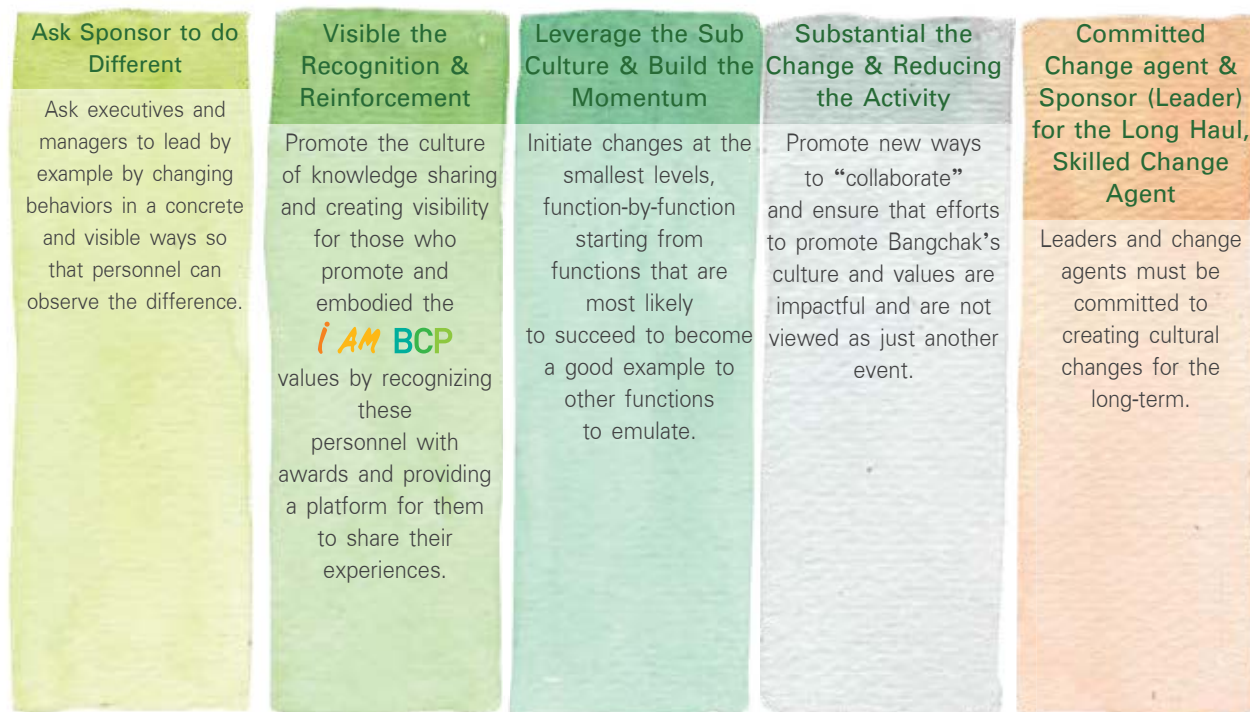 Ask Sponsor to do
Different
Ask executives and
managers to lead by
example by changing
behaviors in a concrete
and visible ways so
that personnel can
observe the difference.
Visible the
Recognition &
Reinforcement
Promote the culture
of knowledge sharing
and creating visibility
for those who
promote and
embodied the
i AM BCP
values by recognizing
these
personnel with
awards and providing
a platform for them
to share their
experiences.
Leverage the Sub
Culture & Build the
Momentum
Initiate changes at the
smallest levels,
function-by-function
starting from
functions that are
most likely
to succeed to become
a good example to
other functions
to emulate.
Substantial the
Change & Reducing
the Activity
Promote new ways
to “collaborate”
and ensure that efforts
to promote Bangchak’s
culture and values are
impactful and are not
viewed as just another
event.
Committed
Change agent &
Sponsor (Leader)
for the Long Haul,
Skilled Change
Agent
Leaders and change
agents must be
committed to
creating cultural
changes for the
long-term.